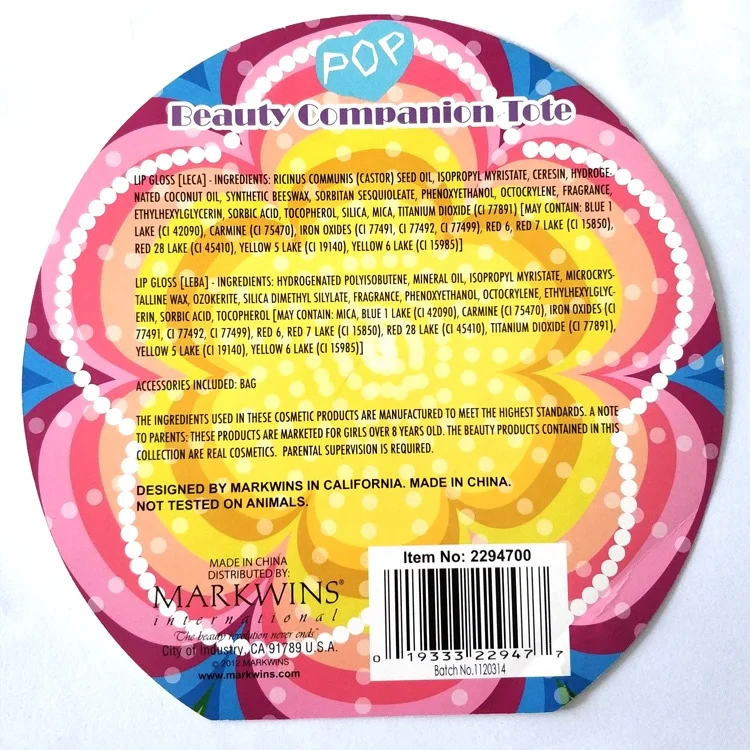 POP
Beauty Companion Tote
LIP GLOSS [LECA] - INGREDIENTS: RICINUS COMMUNIS (CASTOR) SEED OIL, ISOPROPYL MYRISTATE, CERESIN, HYDROGE-
NATED COCONUT OIL, SYNTHETIC BEESWAX, SORBITAN SESQUIOLEATE, PHENOXYETHANOL, OCTOCRYLENE, FRAGRANCE,
ETHYLHEXYLGLYCERIN, SORBIC ACID, TOCOPHEROL, SILICA, MICA, TITANIUM DIOXIDE (CI 77891) [MAY CONTAIN: BLUE 1
LAKE (CI 42090), CARMINE (CI 75470), IRON OXIDES (CI 77491, CI 77492, CI 77499), RED 6, RED 7 LAKE (CI 15850),
RED 28 LAKE (CI 45410), YELLOW 5 LAKE (CI 19140), YELLOW 6 LAKE (CI 15985)]
LIP GLOSS [LEBA] - INGREDIENTS: HYDROGENATED POLYISOBUTENE, MINERAL OIL, ISOPROPYL MYRISTATE, MICROCRYS-
TALLINE WAX, OZOKERITE, SILICA DIMETHYL SILYLATE, FRAGRANCE, PHENOXYETHANOL, OCTOCRYLENE, ETHYLHEXYLGLYC-
ERIN, SORBIC ACID, TOCOPHEROL [MAY CONTAIN: MICA, BLUE 1 LAKE (CI 42090), CARMINE (CI 75470), IRON OXIDES (CI
77491, CI 77492, CI 77499), RED 6, RED 7 LAKE (CI 15850), RED 28 LAKE (CI 45410), TITANIUM DIOXIDE (CI 77891),
YELLOW 5 LAKE (CI 19140), YELLOW 6 LAKE (CI 15985)]
ACCESSORIES INCLUDED: BAG
THE INGREDIENTS USED IN THESE COSMETIC PRODUCTS ARE MANUFACTURED TO MEET THE HIGHEST STANDARDS. A NOTE
TO PARENTS: THESE PRODUCTS ARE MARKETED FOR GIRLS OVER 8 YEARS OLD. THE BEAUTY PRODUCTS CONTAINED IN THIS
COLLECTION ARE REAL COSMETICS. PARENTAL SUPERVISION IS REQUIRED.
DESIGNED BY MARKWINS IN CALIFORNIA. MADE IN CHINA.
NOT TESTED ON ANIMALS.
MADE IN CHINA
DISTRIBUTED BY:
MARKWINS®
international
"The beauty revolution never ends"
City of Industry, CA 91789 U.S.A.
© 2012 MARKWINS
www.markwins.com
Item No: 2294700
0 19333 22947 7
Batch No.1120314